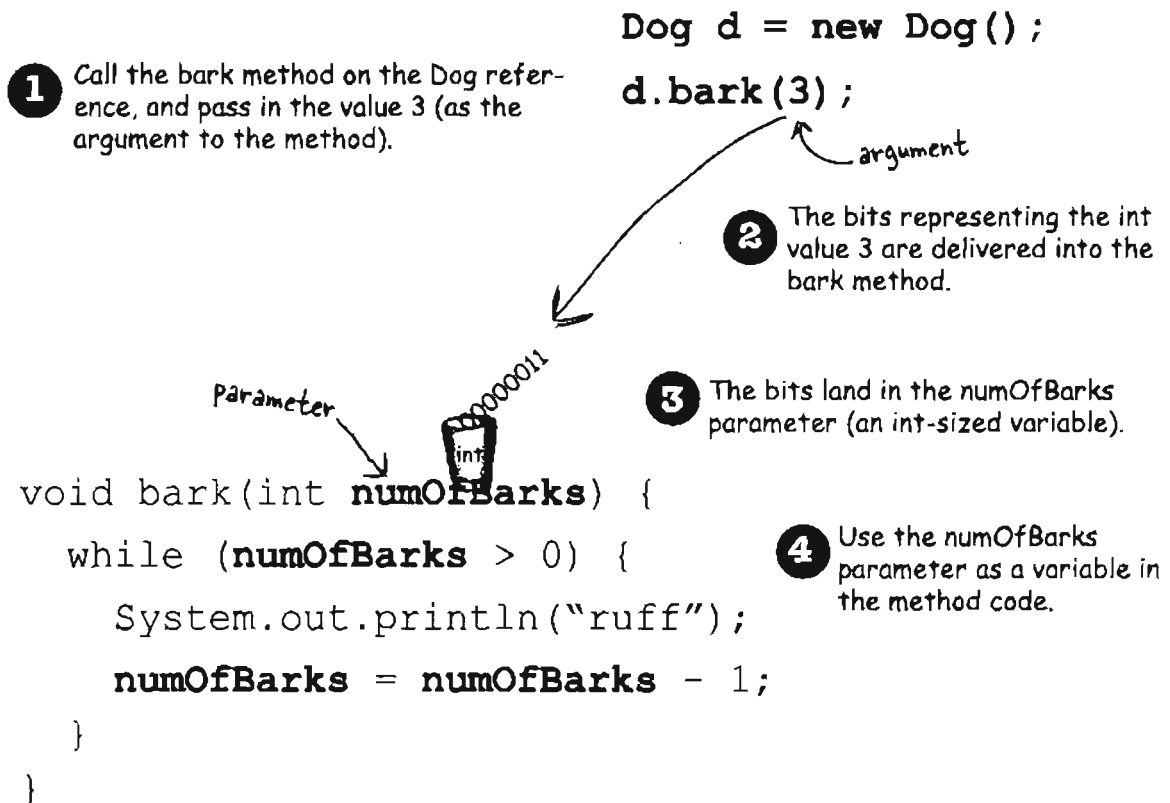 Dog d = new Dog();
d.bark(3);
1 Call the bark method on the Dog refer-
ence, and pass in the value 3 (as the
argument to the method).
argument
2 The bits representing the int
value 3 are delivered into the
bark method.
00000011
parameter
int
3 The bits land in the numOfBarks
parameter (an int-sized variable).
void bark(int numOfBarks) {
while (numOfBarks > 0) {
System.out.println(“ruff”);
numOfBarks = numOfBarks - 1;
}
}
4 Use the numOfBarks
parameter as a variable in
the method code.